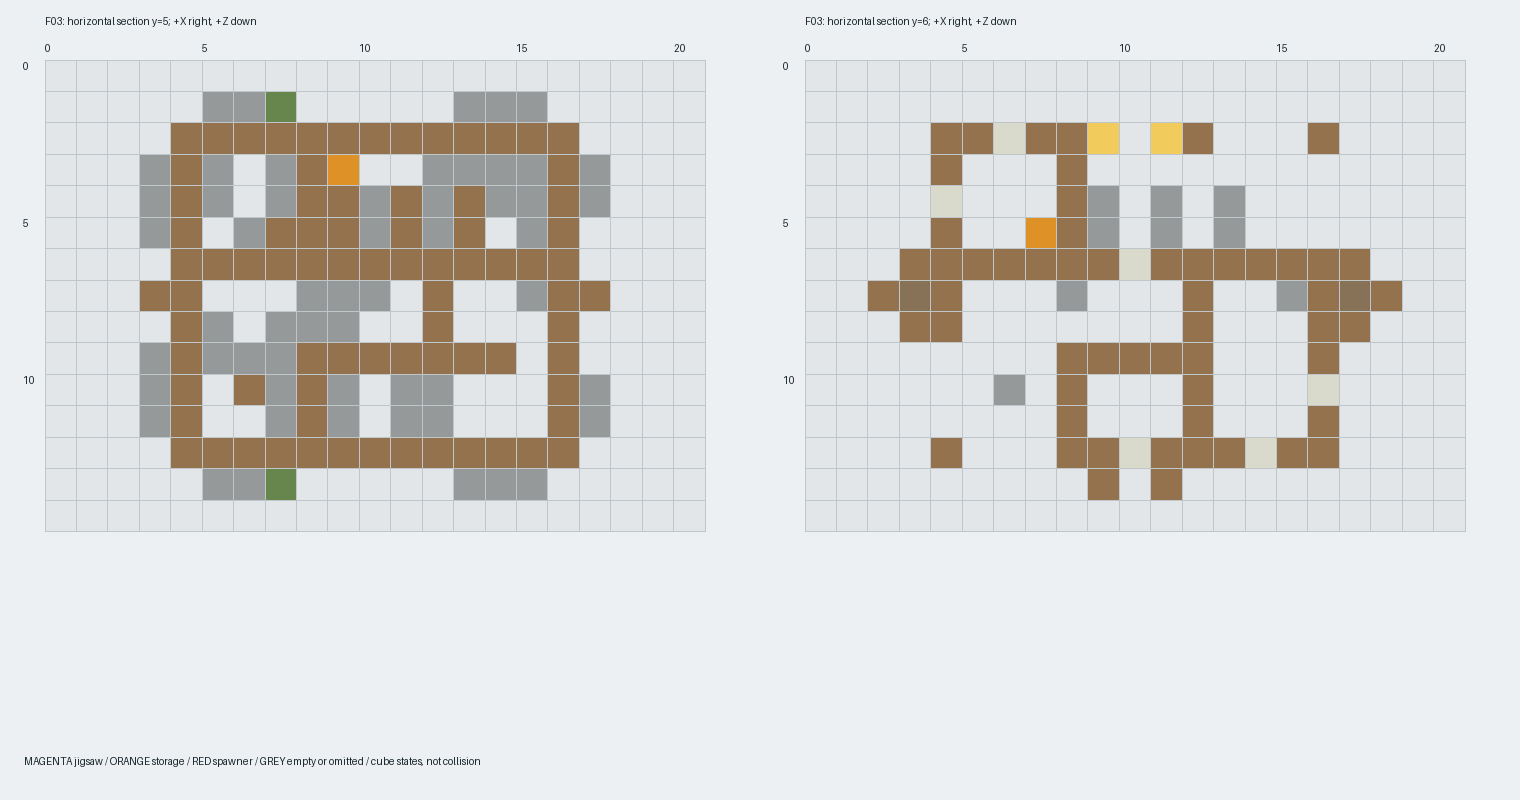 F03: horizontal section y=5; +X right, +Z down
F03: horizontal section y=6; +X right, +Z down
0 5 10 15 20
0 5 10 15 20
0
0
5
5
10
10
MAGENTA jigsaw / ORANGE storage / RED spawner / GREY empty or omitted / cube states, not collision